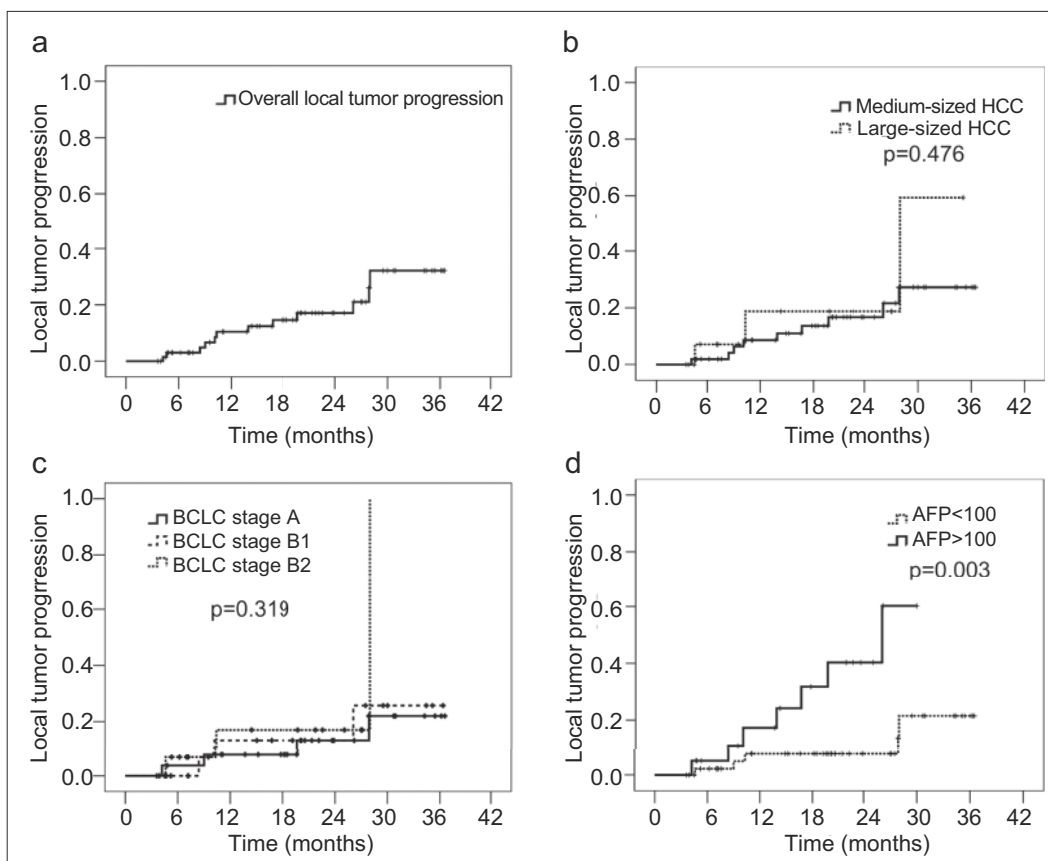 a
1.0
0.8
0.6
0.4
0.2
0.0
Local tumor progrression
Overall local tumor progression
0 6 12 18 24 30 36 42
Time (months)
b
1.0
0.8
0.6
0.4
0.2
0.0
Local tumor progrression
Medium-sized HCC
Large-sized HCC
p=0.476
0 6 12 18 24 30 36 42
Time (months)
c
1.0
0.8
0.6
0.4
0.2
0.0
Local tumor progrression
BCLC stage A
BCLC stage B1
BCLC stage B2
p=0.319
0 6 12 18 24 30 36 42
Time (months)
d
1.0
0.8
0.6
0.4
0.2
0.0
Local tumor progrression
AFP<100
AFP>100
p=0.003
0 6 12 18 24 30 36 42
Time (months)